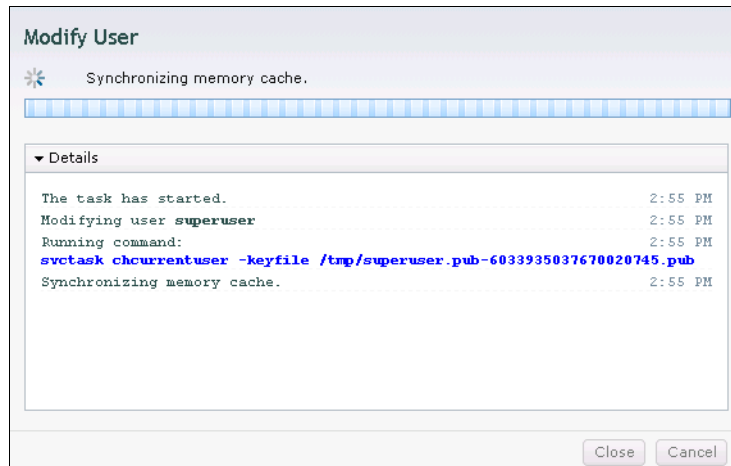 Modify User
Synchronizing memory cache.
Details
The task has started. 2:55 PM
Modifying user superuser 2:55 PM
Running command: 2:55 PM
svctask chcurrentuser -keyfile /tmp/superuser.pub-6033935037670020745.pub
Synchronizing memory cache. 2:55 PM
Close Cancel